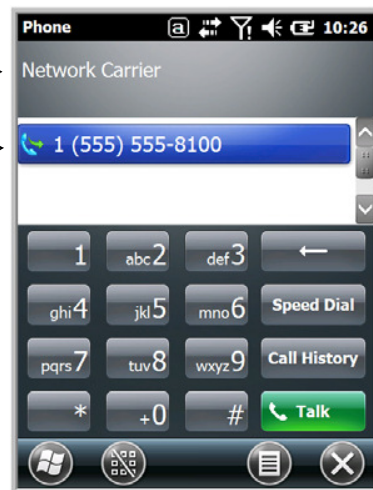 Phone a 10:26
Network Carrier
1 (555) 555-8100
1 abc2 def3
ghi4 jkl5 mno6 Speed Dial
pqrs7 tuv8 wxyz9 Call History
* +0 # Talk